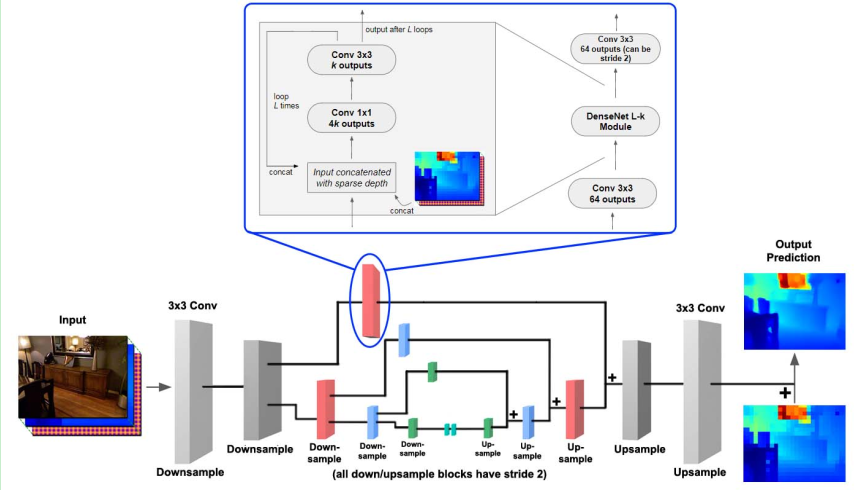 output after L loops
Conv 3x3
k outputs
loop
L times
Conv 1x1
4k outputs
concat
Input concatenated
with sparse depth
concat
Conv 3x3
64 outputs (can be
stride 2)
DenseNet L-k
Module
Conv 3x3
64 outputs
Output
Prediction
Input
3x3 Conv
3x3 Conv
+
+
+
+
Downsample
Downsample
Down-
sample
Down-
sample
Down-
sample
Up-
sample
Up-
sample
Up-
sample
Upsample
Upsample
(all down/upsample blocks have stride 2)